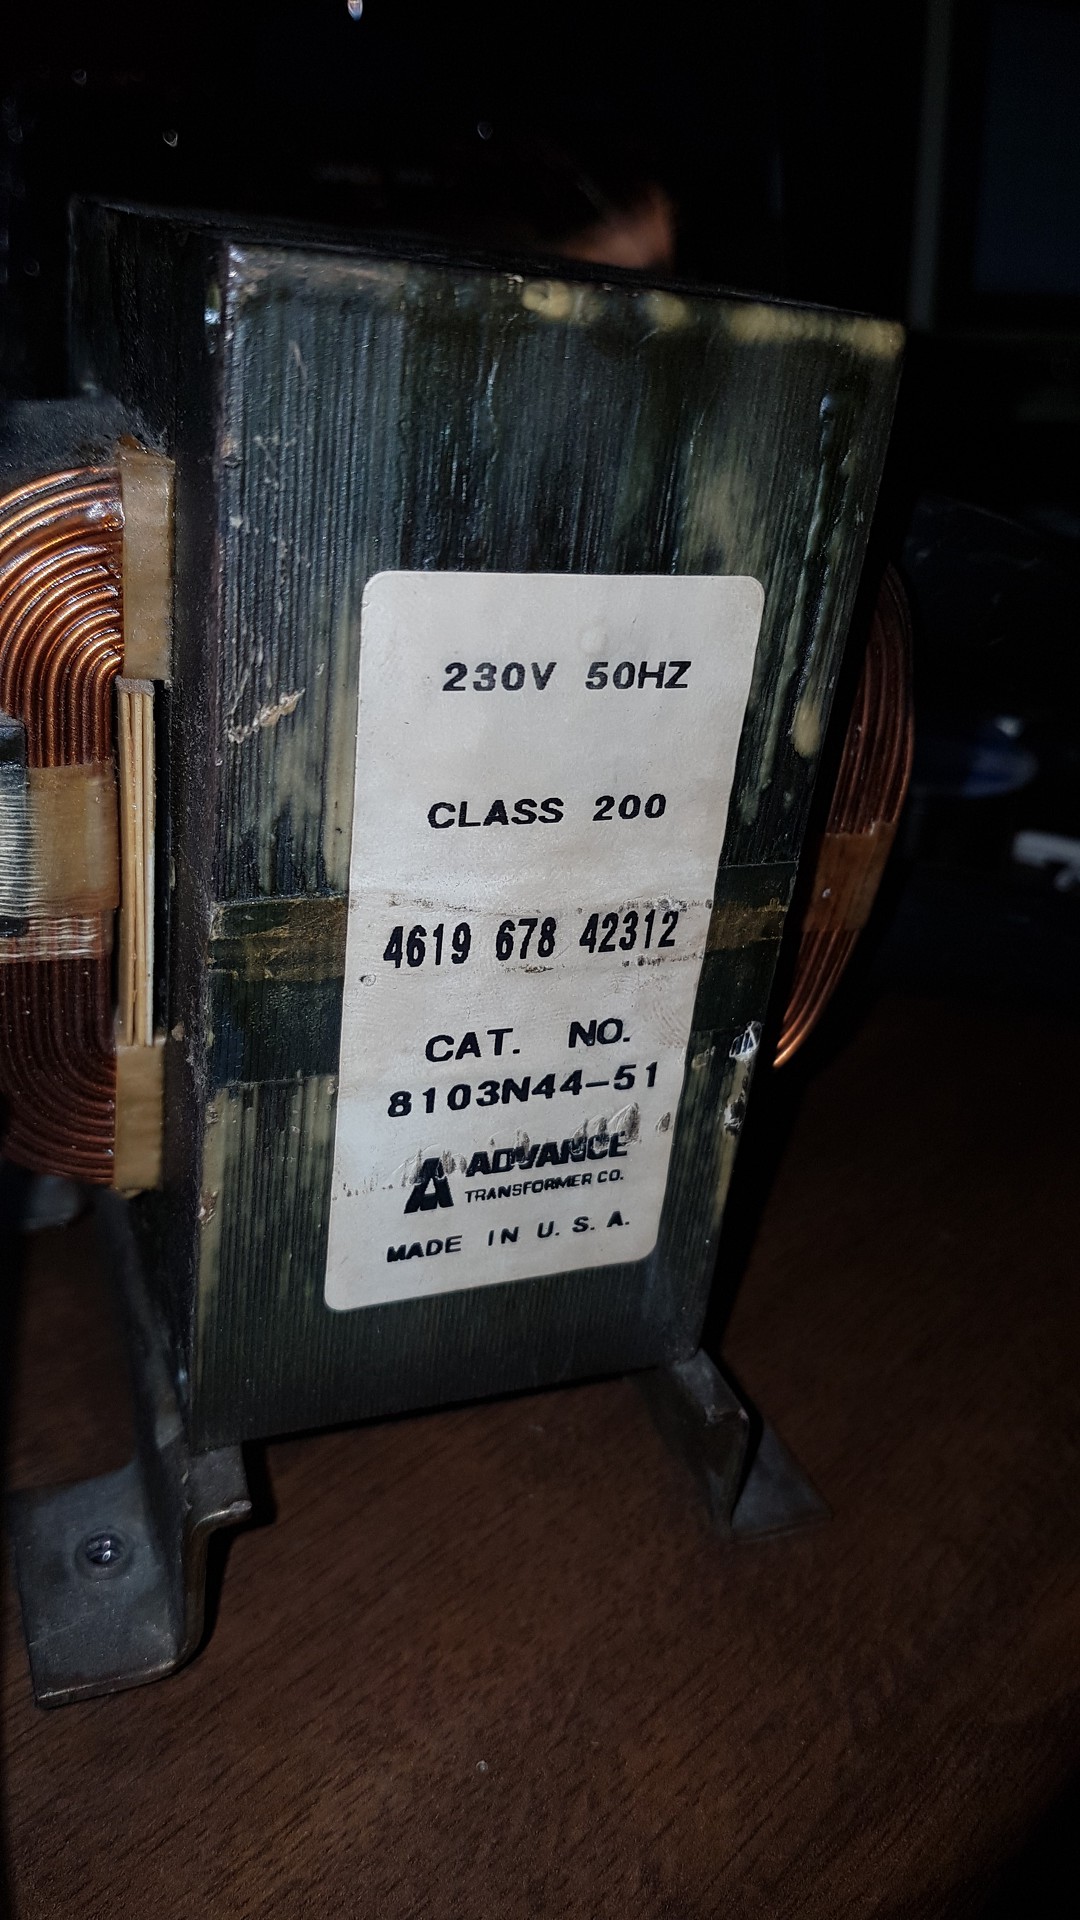 230V 50HZ
CLASS 200
4619 678 42312
CAT. NO.
8103N44-51
ADVANCE
TRANSFORMER CO.
MADE IN U.S.A.